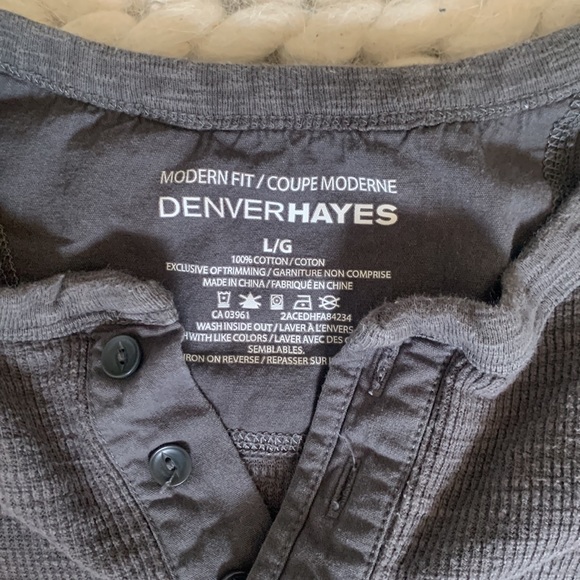 MODERN FIT / COUPE MODERNE
DENVERHAYES
L/G
100% COTTON / COTON
EXCLUSIVE OF TRIMMING / GARNITURE NON COMPRISE
MADE IN CHINA / FABRIQUÉ EN CHINE
CA 03961 2ACEDHFA84234
WASH INSIDE OUT / LAVER À L'ENVERS
WITH LIKE COLORS / LAVER AVEC DES
SEMBLABLES.
IRON ON REVERSE / REPASSER SUR